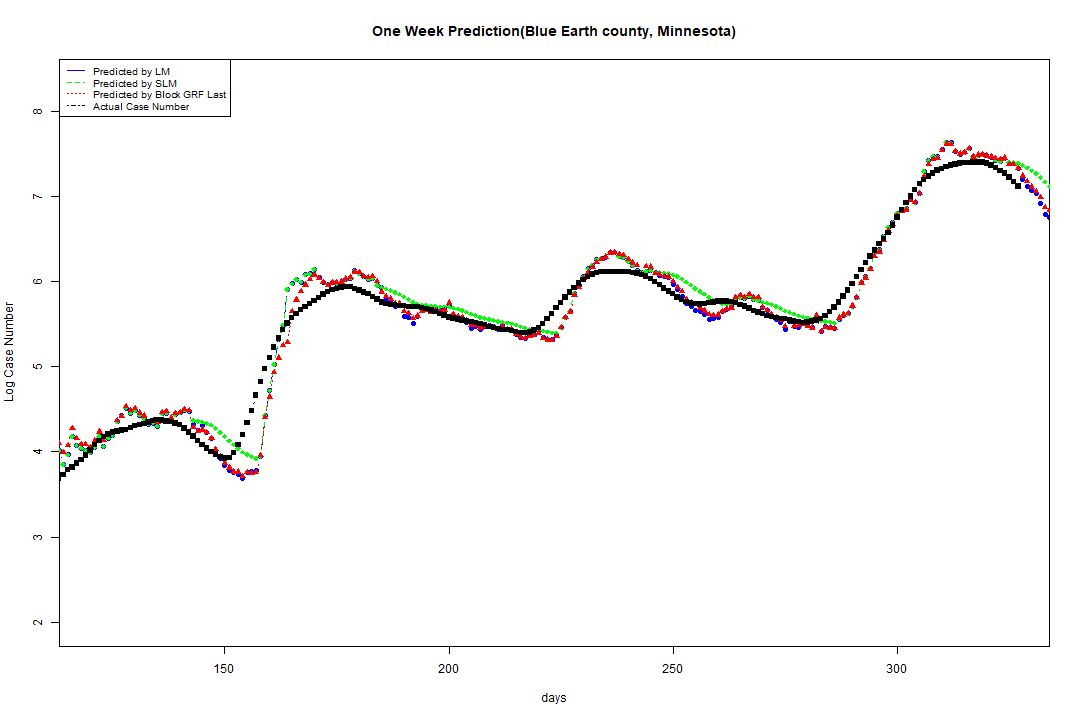 One Week Prediction(Blue Earth county, Minnesota)
Predicted by LM
Predicted by SLM
Predicted by Block GRF Last
Actual Case Number
8
7
6
5
4
3
2
Log Case Number
150 200 250 300
days